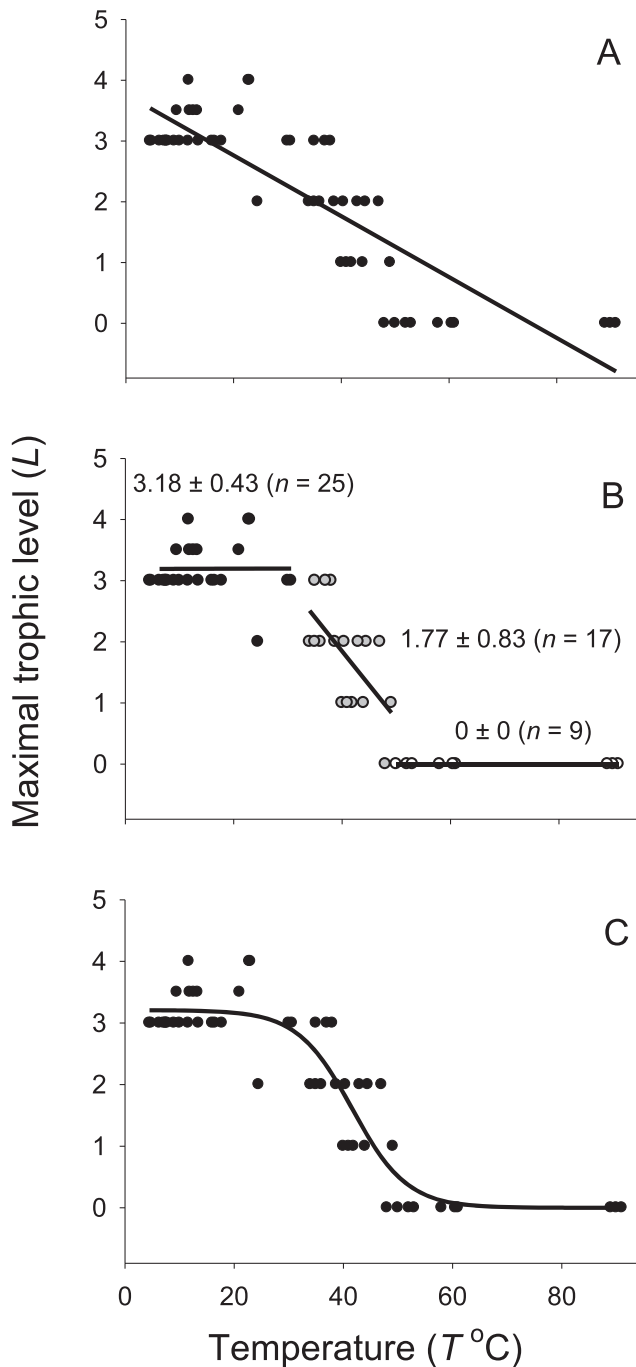 5
A
4
3
2
1
0
Maximal trophic level (L)
5
B
3.18 ± 0.43 (n = 25)
4
3
1.77 ± 0.83 (n = 17)
2
1
0 ± 0 (n = 9)
0
5
C
4
3
2
1
0
0 20 40 60 80
Temperature (T °C)